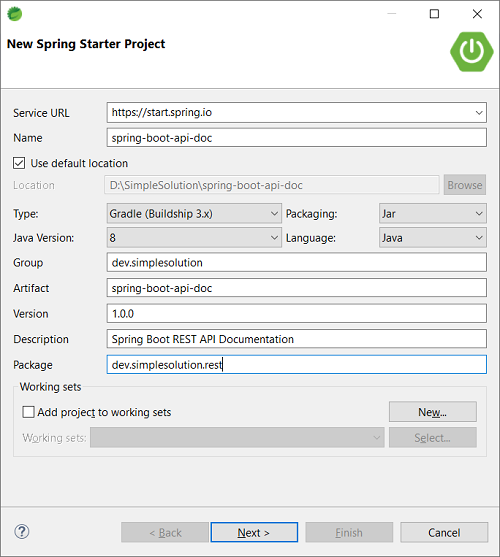 New Spring Starter Project
Service URL https://start.spring.io
Name spring-boot-api-doc
Use default location
Location D:\SimpleSolution\spring-boot-api-doc Browse
Type: Gradle (Buildship 3.x) Packaging: Jar
Java Version: 8 Language: Java
Group dev.simplesolution
Artifact spring-boot-api-doc
Version 1.0.0
Description Spring Boot REST API Documentation
Package dev.simplesolution.rest
Working sets
Add project to working sets New...
Working sets: Select...
? < Back Next > Finish Cancel